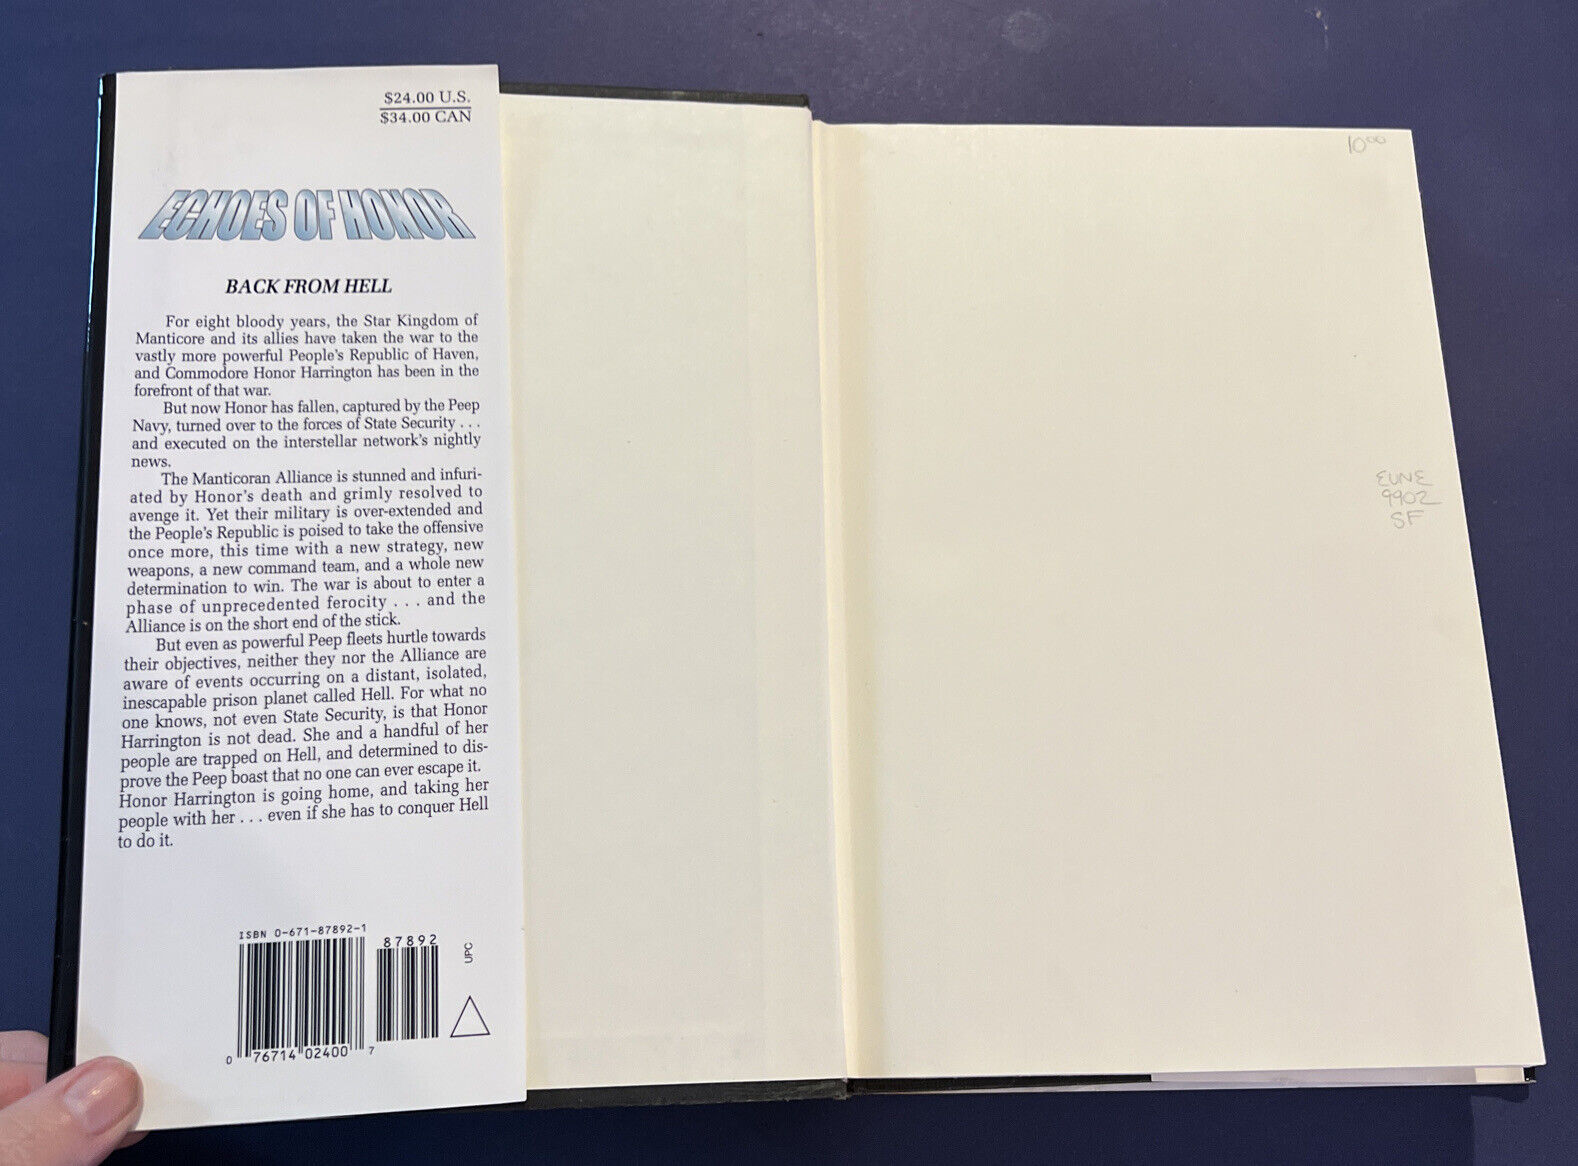 $24.00 U.S.
$34.00 CAN
ECHOES OF HONOR
BACK FROM HELL
For eight bloody years, the Star Kingdom of
Manticore and its allies have taken the war to the
vastly more powerful People's Republic of Haven,
and Commodore Honor Harrington has been in the
forefront of that war.
But now Honor has fallen, captured by the Peep
Navy, turned over to the forces of State Security . . .
and executed on the interstellar network's nightly
news.
The Manticoran Alliance is stunned and infuri-
ated by Honor's death and grimly resolved to
avenge it. Yet their military is over-extended and
the People's Republic is poised to take the offensive
once more, this time with a new strategy, new
weapons, a new command team, and a whole new
determination to win. The war is about to enter a
phase of unprecedented ferocity . . . and the
Alliance is on the short end of the stick.
But even as powerful Peep fleets hurtle towards
their objectives, neither they nor the Alliance are
aware of events occurring on a distant, isolated,
inescapable prison planet called Hell. For what no
one knows, not even State Security, is that Honor
Harrington is not dead. She and a handful of her
people are trapped on Hell, and determined to dis-
prove the Peep boast that no one can ever escape it.
Honor Harrington is going home, and taking her
people with her . . . even if she has to conquer Hell
to do it.
ISBN 0-671-87892-1
87892
UPC
0 76714 02400 7
10⁰⁰
EUNE
9902
SF